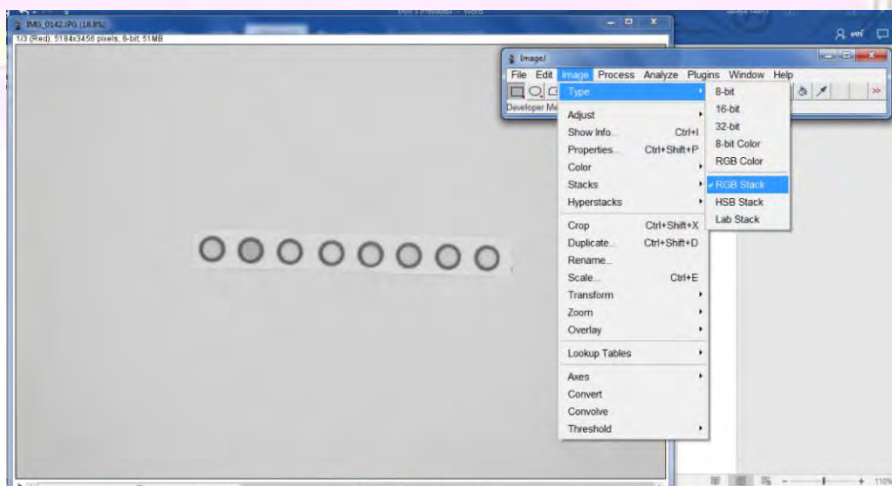 IMG_0142.JPG (18.8%)
1/3 (Red); 5184x3456 pixels; 8-bit; 51MB
ImageJ
File Edit Image Process Analyze Plugins Window Help
Type
Adjust
Show Info... Ctrl+I
Properties... Ctrl+Shift+P
Color
Stacks
Hyperstacks
Crop Ctrl+Shift+X
Duplicate... Ctrl+Shift+D
Rename...
Scale... Ctrl+E
Transform
Zoom
Overlay
Lookup Tables
Axes
Convert
Convolve
Threshold
8-bit
16-bit
32-bit
8-bit Color
RGB Color
RGB Stack
HSB Stack
Lab Stack
Developer Me
>>
110%